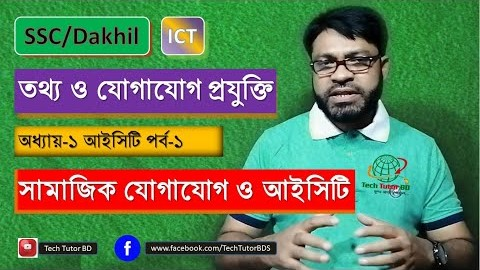 SSC/Dakhil ICT
তথ্য ও যোগাযোগ প্রযুক্তি
অধ্যায়-১ আইসিটি পর্ব-১
Tech Tutor BD
সামাজিক যোগাযোগ ও আইসিটি
Tech Tutor BD f www.facebook.com/TechTutorBDS